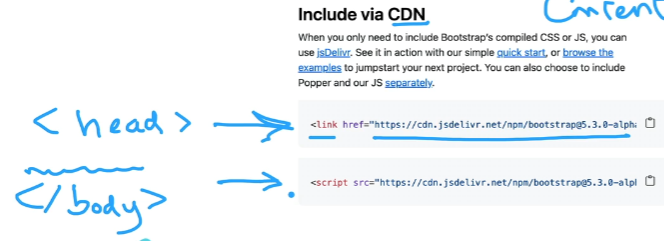 Include via CDN
Content
When you only need to include Bootstrap's compiled CSS or JS, you can
use jsDelivr. See it in action with our simple quick start, or browse the
examples to jumpstart your next project. You can also choose to include
Popper and our JS separately.
<head>
<link href="https://cdn.jsdelivr.net/npm/bootstrap@5.3.0-alpha
</body>
<script src="https://cdn.jsdelivr.net/npm/bootstrap@5.3.0-alpl